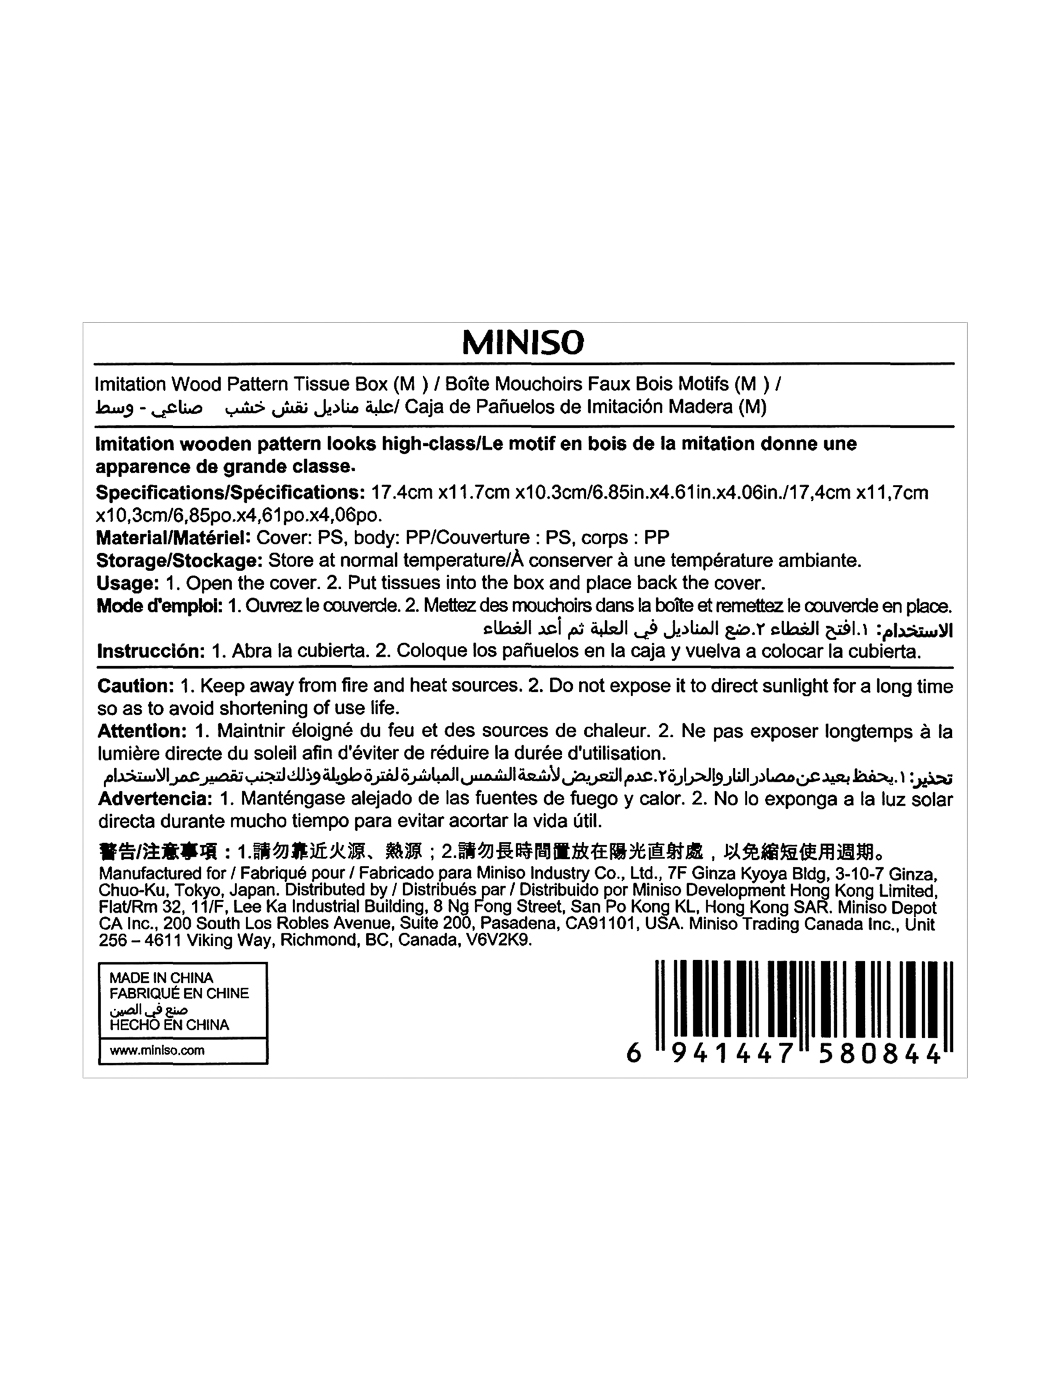 MINISO
Imitation Wood Pattern Tissue Box (M ) / Boîte Mouchoirs Faux Bois Motifs (M ) /
علبة مناديل نقش خشب صناعي - وسط/ Caja de Pañuelos de Imitación Madera (M)
Imitation wooden pattern looks high-class/Le motif en bois de la mitation donne une
apparence de grande classe.
Specifications/Spécifications: 17.4cm x11.7cm x10.3cm/6.85in.x4.61in.x4.06in./17,4cm x11,7cm
x10,3cm/6,85po.x4,61po.x4,06po.
Material/Matériel: Cover: PS, body: PP/Couverture : PS, corps : PP
Storage/Stockage: Store at normal temperature/À conserver à une température ambiante.
Usage: 1. Open the cover. 2. Put tissues into the box and place back the cover.
Mode d'emploi: 1. Ouvrez le couvercle. 2. Mettez des mouchoirs dans la boîte et remettez le couvercle en place.
الاستخدام: ١.افتح الغطاء ٢.ضع المناديل في العلبة ثم أعد الغطاء
Instrucción: 1. Abra la cubierta. 2. Coloque los pañuelos en la caja y vuelva a colocar la cubierta.
Caution: 1. Keep away from fire and heat sources. 2. Do not expose it to direct sunlight for a long time
so as to avoid shortening of use life.
Attention: 1. Maintnir éloigné du feu et des sources de chaleur. 2. Ne pas exposer longtemps à la
lumière directe du soleil afin d'éviter de réduire la durée d'utilisation.
تحذير: ١.يحفظ بعيد عن مصادر النار والحرارة ٢.عدم التعريض لأشعة الشمس المباشرة لفترة طويلة وذلك لتجنب تقصير عمر الاستخدام
Advertencia: 1. Manténgase alejado de las fuentes de fuego y calor. 2. No lo exponga a la luz solar
directa durante mucho tiempo para evitar acortar la vida útil.
警告/注意事項：1.請勿靠近火源、熱源；2.請勿長時間置放在陽光直射處，以免縮短使用週期。
Manufactured for / Fabriqué pour / Fabricado para Miniso Industry Co., Ltd., 7F Ginza Kyoya Bldg, 3-10-7 Ginza,
Chuo-Ku, Tokyo, Japan. Distributed by / Distribués par / Distribuido por Miniso Development Hong Kong Limited,
Flat/Rm 32, 11/F, Lee Ka Industrial Building, 8 Ng Fong Street, San Po Kong KL, Hong Kong SAR. Miniso Depot
CA Inc., 200 South Los Robles Avenue, Suite 200, Pasadena, CA91101, USA. Miniso Trading Canada Inc., Unit
256 – 4611 Viking Way, Richmond, BC, Canada, V6V2K9.
MADE IN CHINA
FABRIQUÉ EN CHINE
صنع في الصين
HECHO EN CHINA
www.miniso.com
6 941447 580844